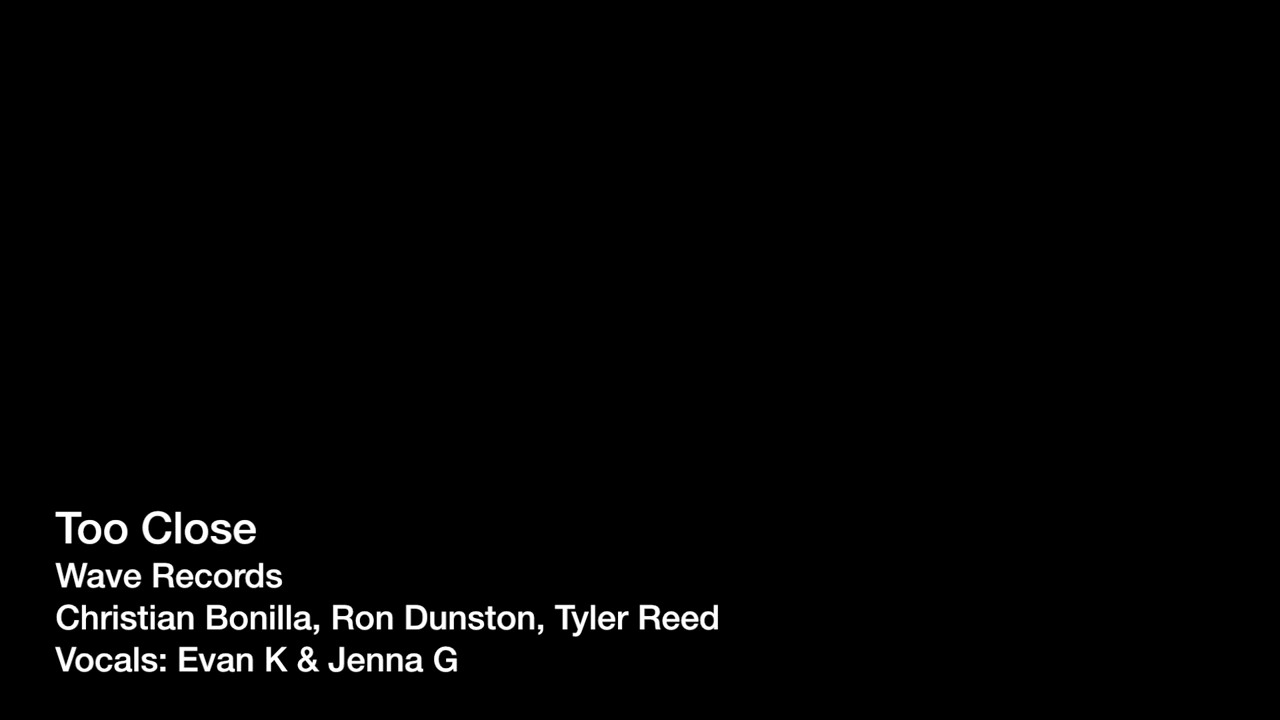 Too Close
Wave Records
Christian Bonilla, Ron Dunston, Tyler Reed
Vocals: Evan K & Jenna G